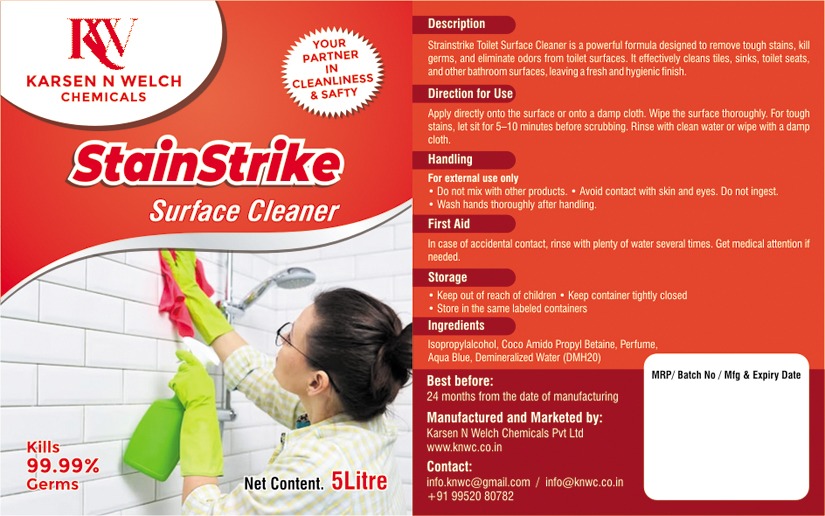 KW
KARSEN N WELCH
CHEMICALS
YOUR
PARTNER
IN
CLEANLINESS
& SAFTY
StainStrike
Surface Cleaner
Kills
99.99%
Germs
Net Content. 5Litre
Description
Strainstrike Toilet Surface Cleaner is a powerful formula designed to remove tough stains, kill
germs, and eliminate odors from toilet surfaces. It effectively cleans tiles, sinks, toilet seats,
and other bathroom surfaces, leaving a fresh and hygienic finish.
Direction for Use
Apply directly onto the surface or onto a damp cloth. Wipe the surface thoroughly. For tough
stains, let sit for 5–10 minutes before scrubbing. Rinse with clean water or wipe with a damp
cloth.
Handling
For external use only
• Do not mix with other products. • Avoid contact with skin and eyes. Do not ingest.
• Wash hands thoroughly after handling.
First Aid
In case of accidental contact, rinse with plenty of water several times. Get medical attention if
needed.
Storage
• Keep out of reach of children • Keep container tightly closed
• Store in the same labeled containers
Ingredients
Isopropylalcohol, Coco Amido Propyl Betaine, Perfume,
Aqua Blue, Demineralized Water (DMH20)
Best before:
24 months from the date of manufacturing
Manufactured and Marketed by:
Karsen N Welch Chemicals Pvt Ltd
www.knwc.co.in
Contact:
info.knwc@gmail.com / info@knwc.co.in
+91 99520 80782
MRP/ Batch No / Mfg & Expiry Date